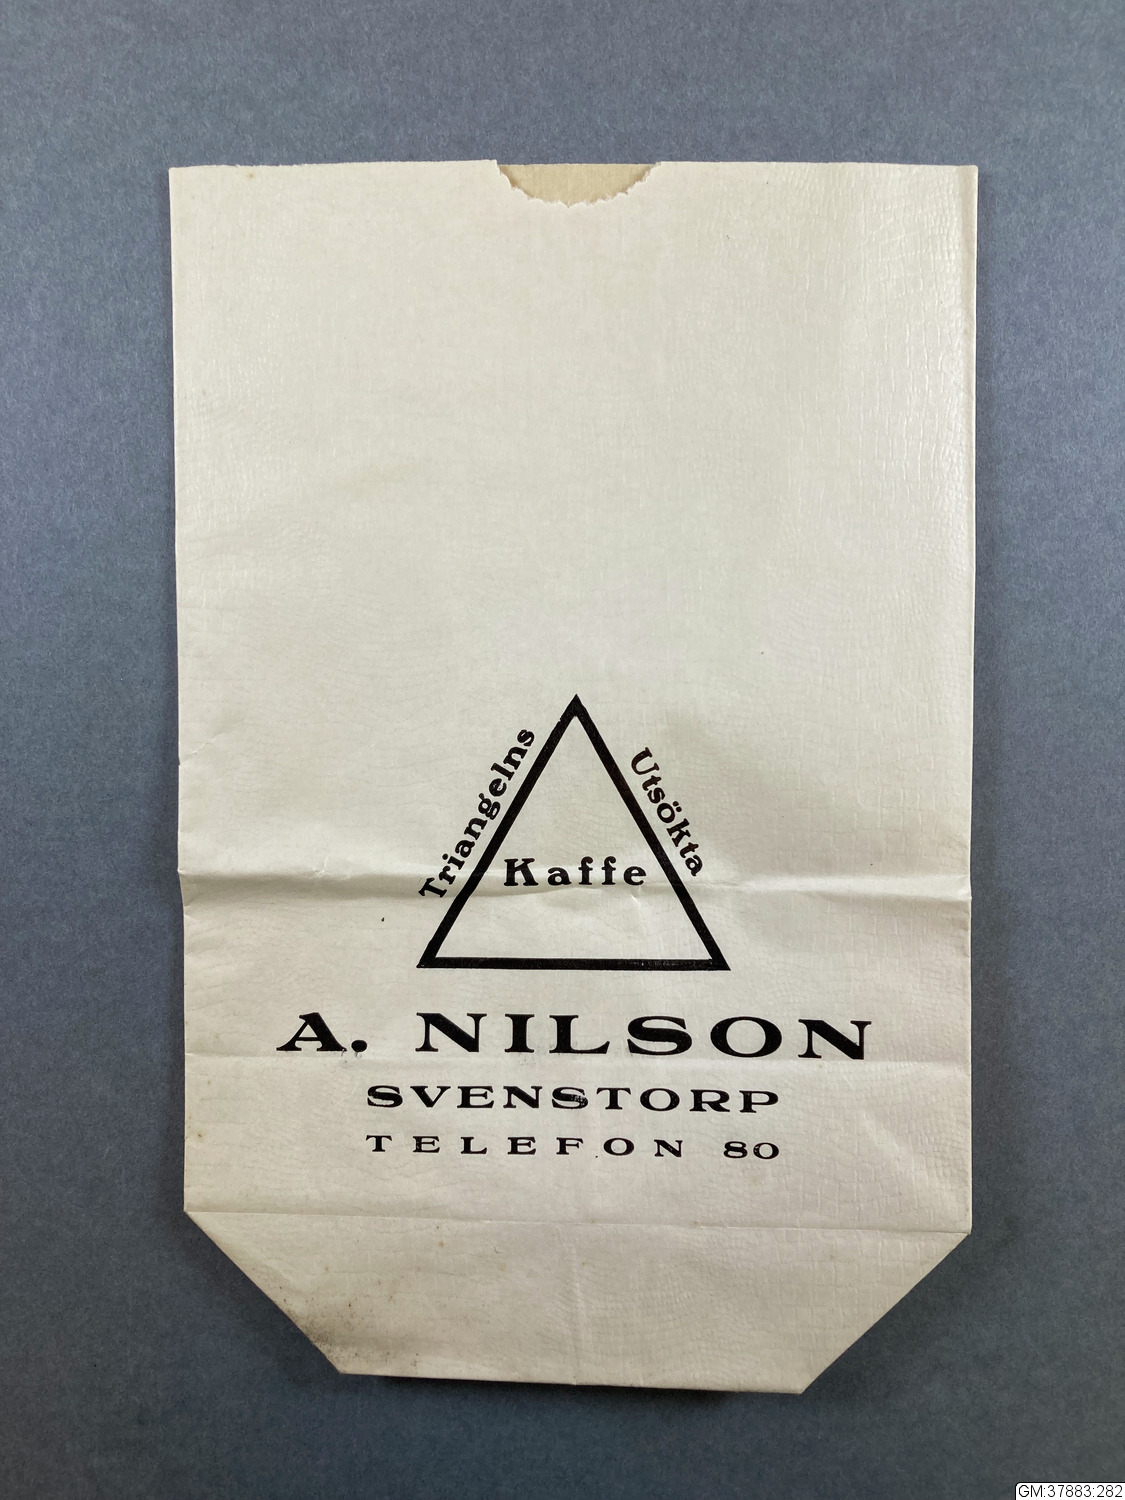 Triangelns
Utsökta
Kaffe
A. NILSON
SVENSTORP
TELEFON 80
GM:37883:282